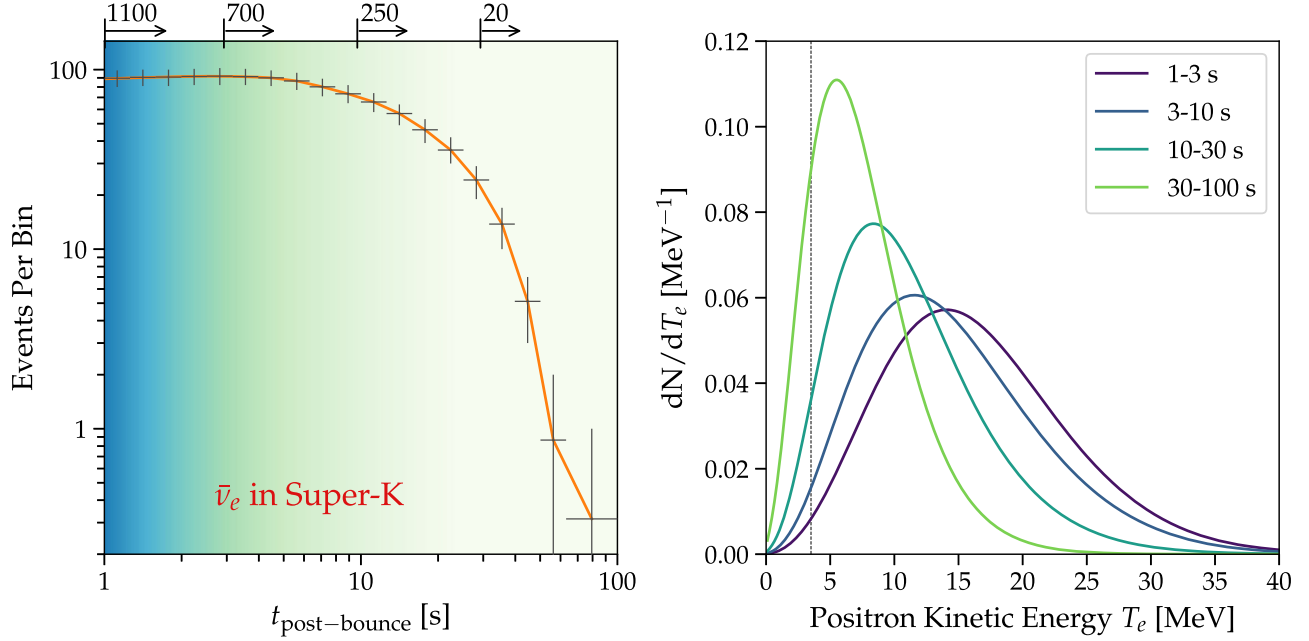 1100 700 250 20
100
10
1
Events Per Bin
ν̄ₑ in Super-K
1 10 100
t_post−bounce [s]
0.12
0.10
0.08
0.06
0.04
0.02
0.00
dN/dTₑ [MeV⁻¹]
1-3 s
3-10 s
10-30 s
30-100 s
0 5 10 15 20 25 30 35 40
Positron Kinetic Energy Tₑ [MeV]